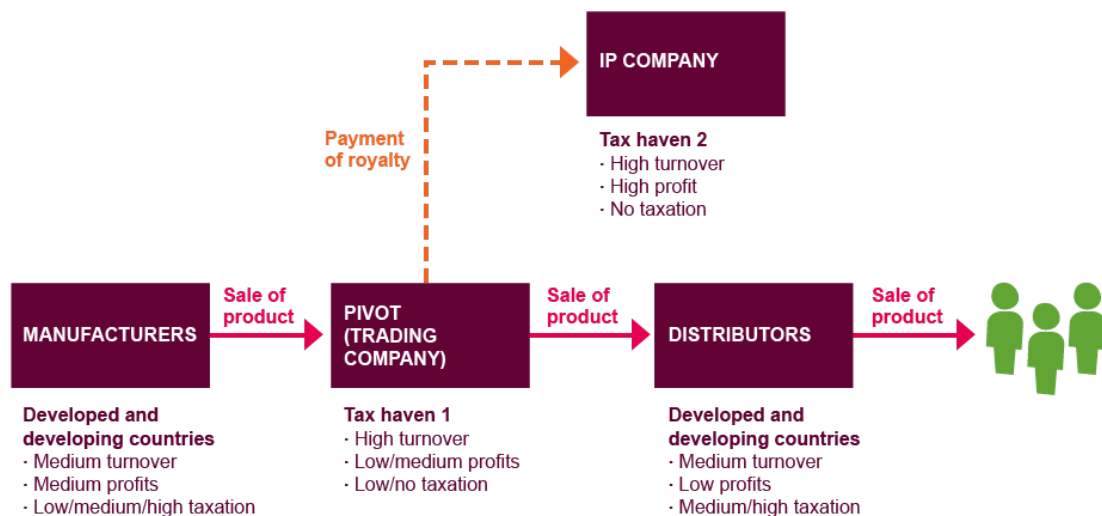 IP COMPANY
Payment
of royalty
Tax haven 2
· High turnover
· High profit
· No taxation
MANUFACTURERS
Sale of
product
PIVOT
(TRADING
COMPANY)
Sale of
product
DISTRIBUTORS
Sale of
product
Developed and
developing countries
· Medium turnover
· Medium profits
· Low/medium/high taxation
Tax haven 1
· High turnover
· Low/medium profits
· Low/no taxation
Developed and
developing countries
· Medium turnover
· Low profits
· Medium/high taxation